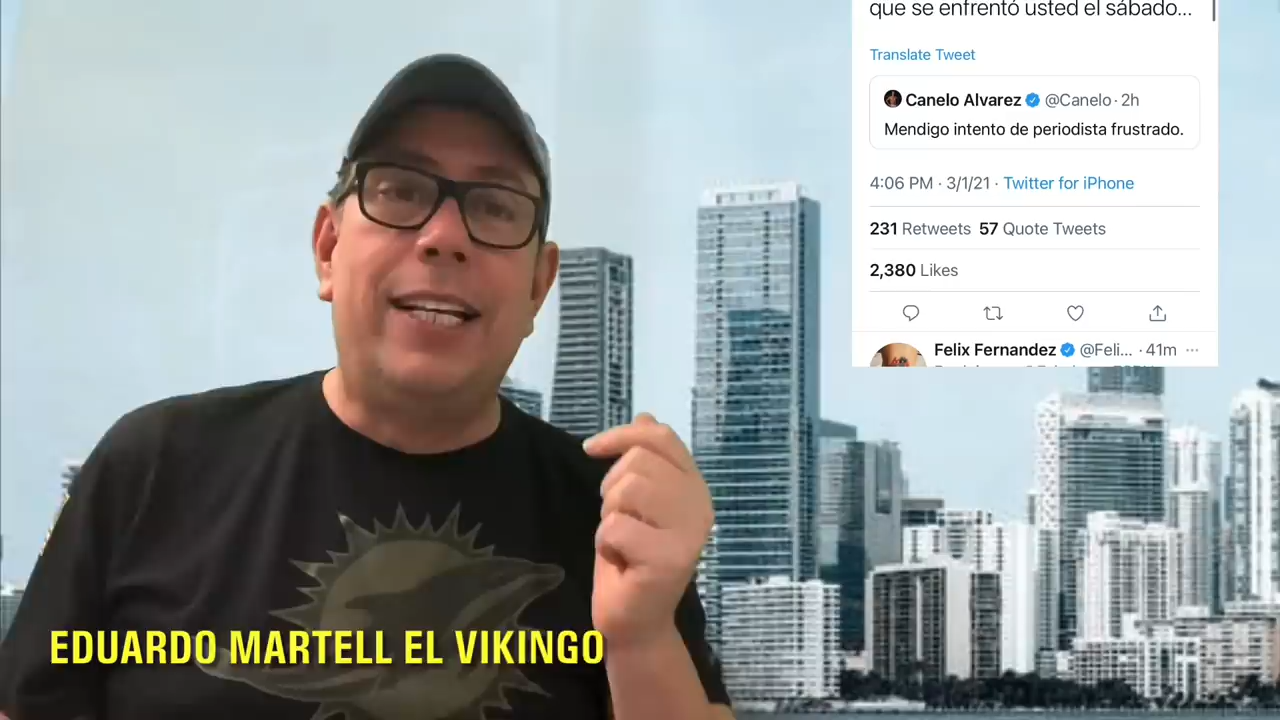 que se enfrentó usted el sábado...
Translate Tweet
Canelo Alvarez @Canelo · 2h
Mendigo intento de periodista frustrado.
4:06 PM · 3/1/21 · Twitter for iPhone
231 Retweets 57 Quote Tweets
2,380 Likes
Felix Fernandez @Feli... · 41m ...
EDUARDO MARTELL EL VIKINGO